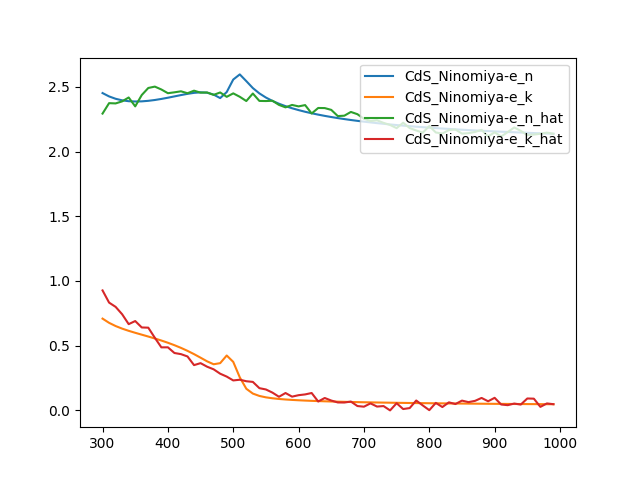 CdS_Ninomiya-e_n
CdS_Ninomiya-e_k
CdS_Ninomiya-e_n_hat
CdS_Ninomiya-e_k_hat
2.5
2.0
1.5
1.0
0.5
0.0
300 400 500 600 700 800 900 1000